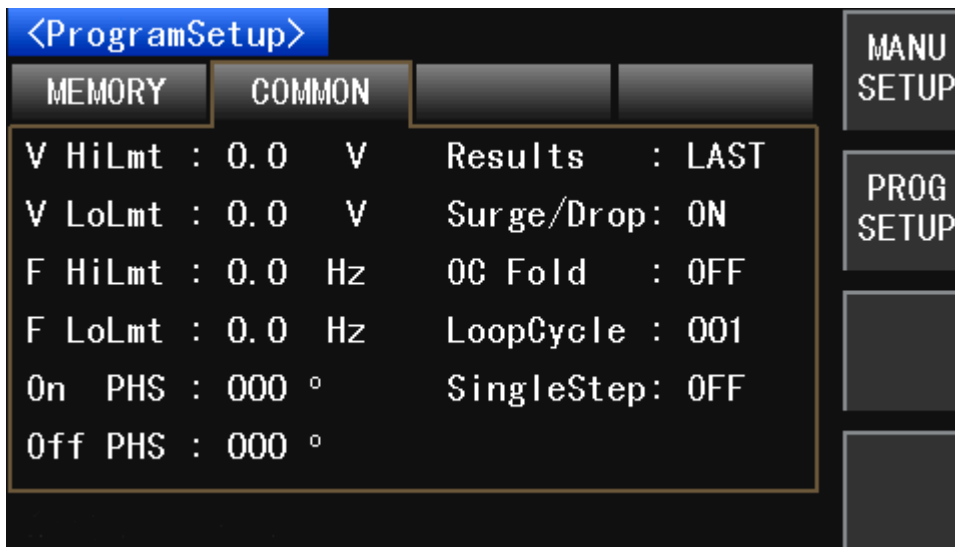 <ProgramSetup>
MEMORY COMMON
V HiLmt : 0.0 V Results : LAST
V LoLmt : 0.0 V Surge/Drop: ON
F HiLmt : 0.0 Hz OC Fold : OFF
F LoLmt : 0.0 Hz LoopCycle : 001
On PHS : 000 ° SingleStep: OFF
Off PHS : 000 °
MANU
SETUP
PROG
SETUP